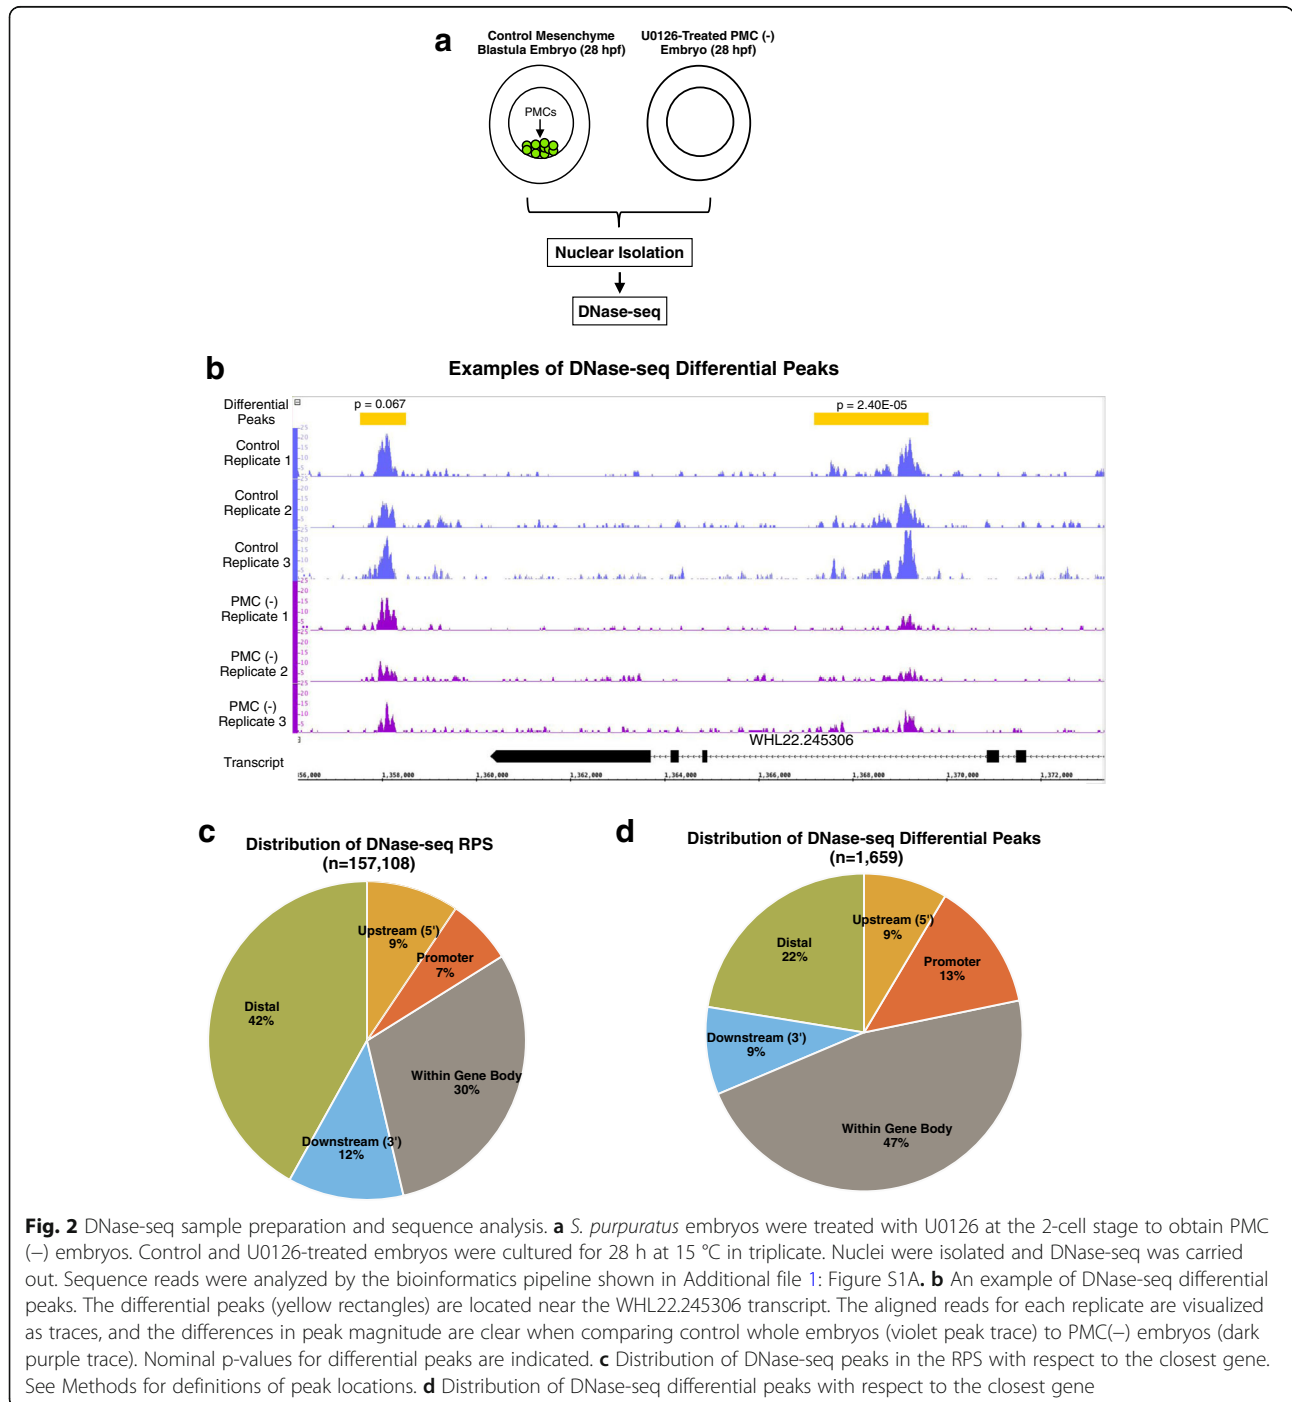 a
Control Mesenchyme
Blastula Embryo (28 hpf)
U0126-Treated PMC (-)
Embryo (28 hpf)
PMCs
Nuclear Isolation
DNase-seq
b
Examples of DNase-seq Differential Peaks
Differential
Peaks
p = 0.067
p = 2.40E-05
Control
Replicate 1
Control
Replicate 2
Control
Replicate 3
PMC (-)
Replicate 1
PMC (-)
Replicate 2
PMC (-)
Replicate 3
WHL22.245306
Transcript
356,000
1,358,000
1,360,000
1,362,000
1,364,000
1,366,000
1,368,000
1,370,000
1,372,000
c
Distribution of DNase-seq RPS
(n=157,108)
Upstream (5')
9%
Promoter
7%
Distal
42%
Within Gene Body
30%
Downstream (3')
12%
d
Distribution of DNase-seq Differential Peaks
(n=1,659)
Upstream (5')
9%
Distal
22%
Promoter
13%
Downstream (3')
9%
Within Gene Body
47%
Fig. 2 DNase-seq sample preparation and sequence analysis. a S. purpuratus embryos were treated with U0126 at the 2-cell stage to obtain PMC
(−) embryos. Control and U0126-treated embryos were cultured for 28 h at 15 °C in triplicate. Nuclei were isolated and DNase-seq was carried
out. Sequence reads were analyzed by the bioinformatics pipeline shown in Additional file 1: Figure S1A. b An example of DNase-seq differential
peaks. The differential peaks (yellow rectangles) are located near the WHL22.245306 transcript. The aligned reads for each replicate are visualized
as traces, and the differences in peak magnitude are clear when comparing control whole embryos (violet peak trace) to PMC(−) embryos (dark
purple trace). Nominal p-values for differential peaks are indicated. c Distribution of DNase-seq peaks in the RPS with respect to the closest gene.
See Methods for definitions of peak locations. d Distribution of DNase-seq differential peaks with respect to the closest gene